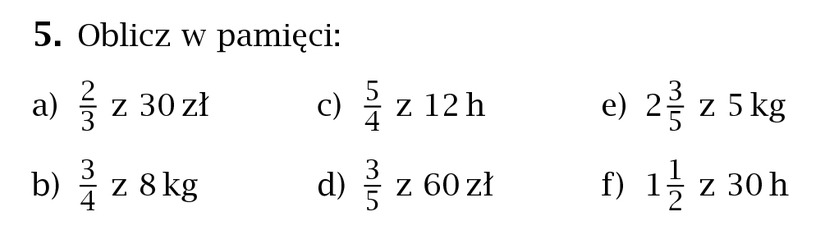 5. Oblicz w pamięci:
a) 2/3 z 30 zł c) 5/4 z 12 h e) 2 3/5 z 5 kg
b) 3/4 z 8 kg d) 3/5 z 60 zł f) 1 1/2 z 30 h